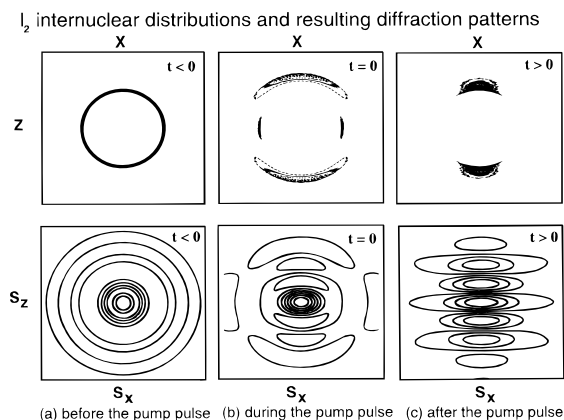 I₂ internuclear distributions and resulting diffraction patterns
X X X
t < 0 t = 0 t > 0
Z
t < 0 t = 0 t > 0
Sz
Sx Sx Sx
(a) before the pump pulse (b) during the pump pulse (c) after the pump pulse